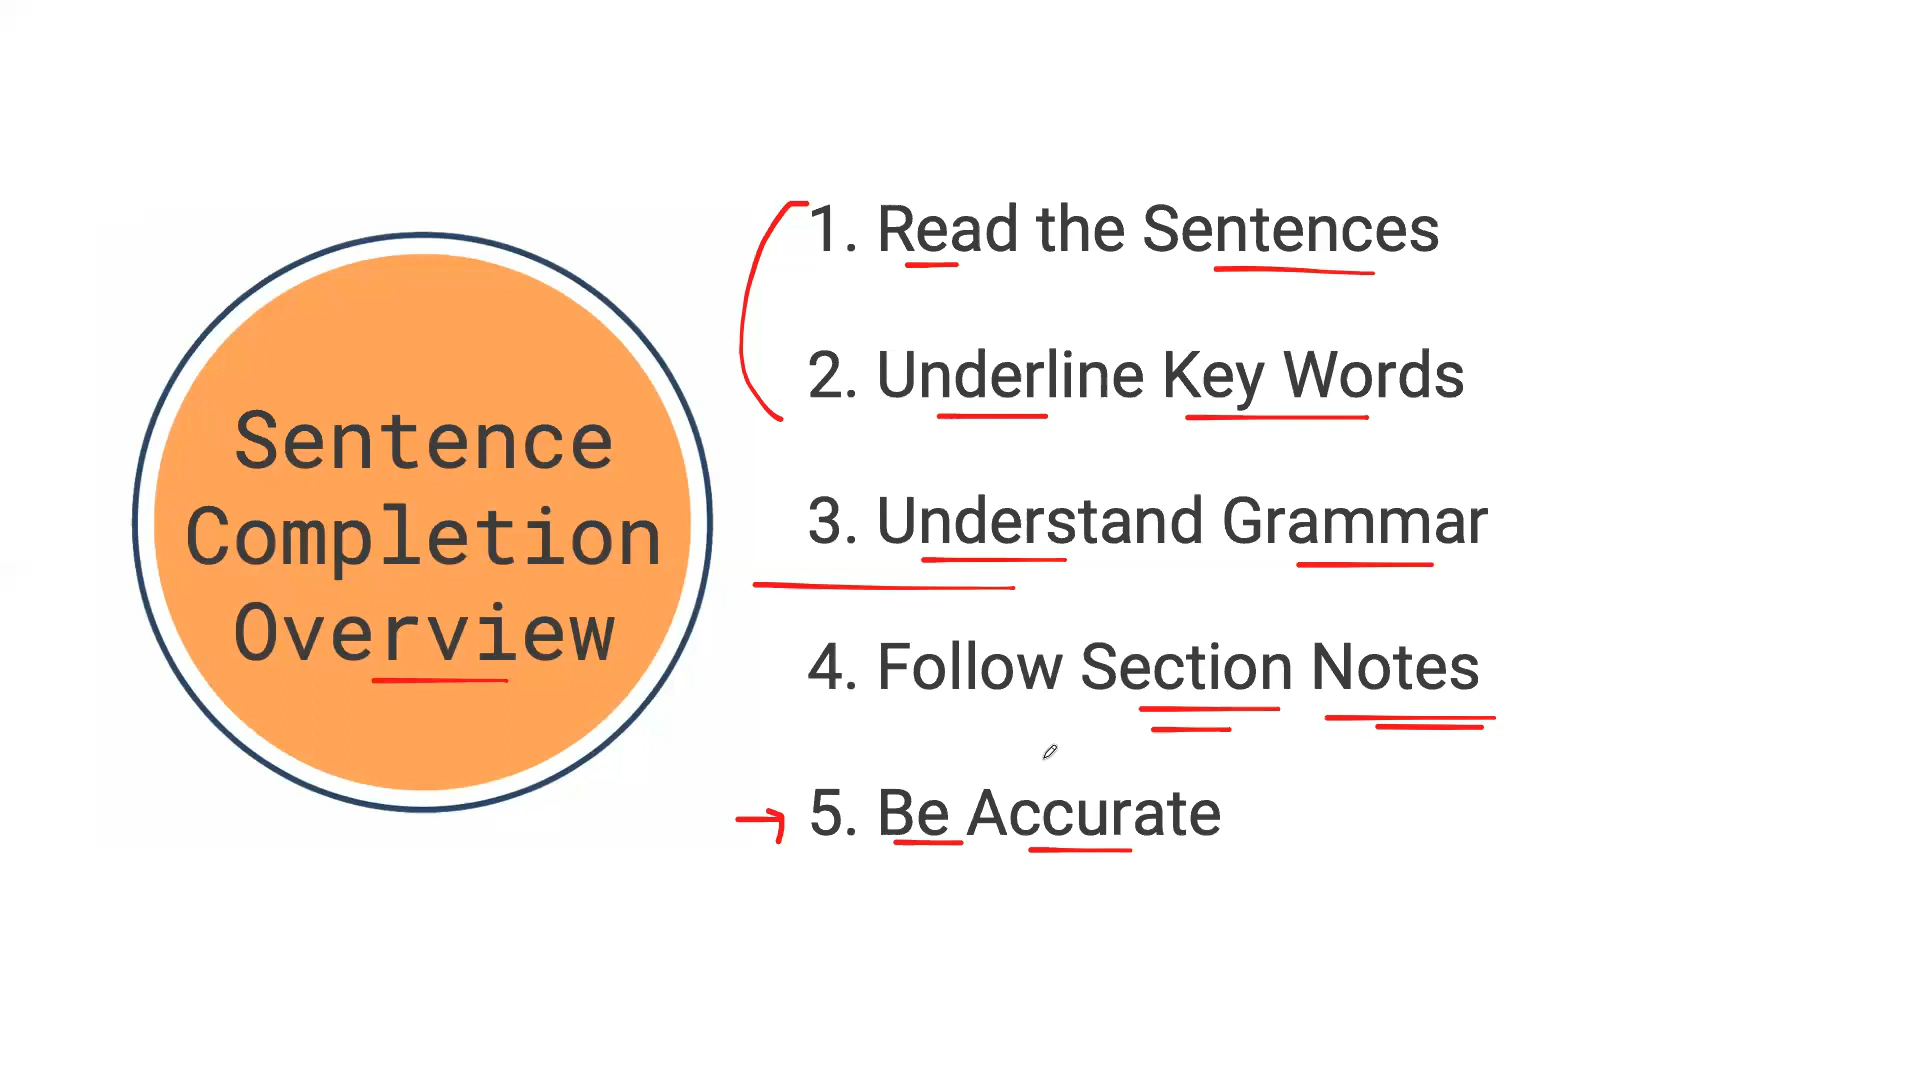 Sentence
Completion
Overview
1. Read the Sentences
2. Underline Key Words
3. Understand Grammar
4. Follow Section Notes
5. Be Accurate